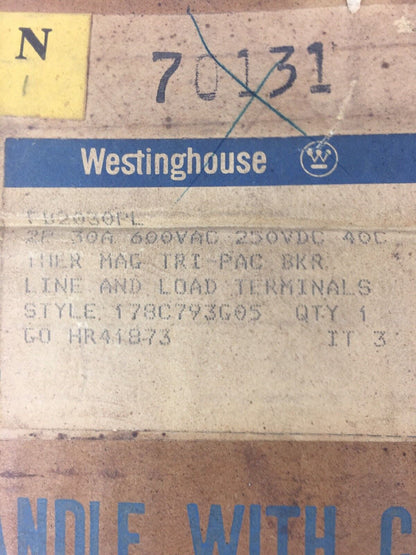 N
70131
Westinghouse W
2P 30A 600VAC 250VDC 40C
THER MAG TRI-PAC BKR
LINE AND LOAD TERMINALS
STYLE 178C793G05 QTY 1
GO HR41873 IT 3
HANDLE WITH C